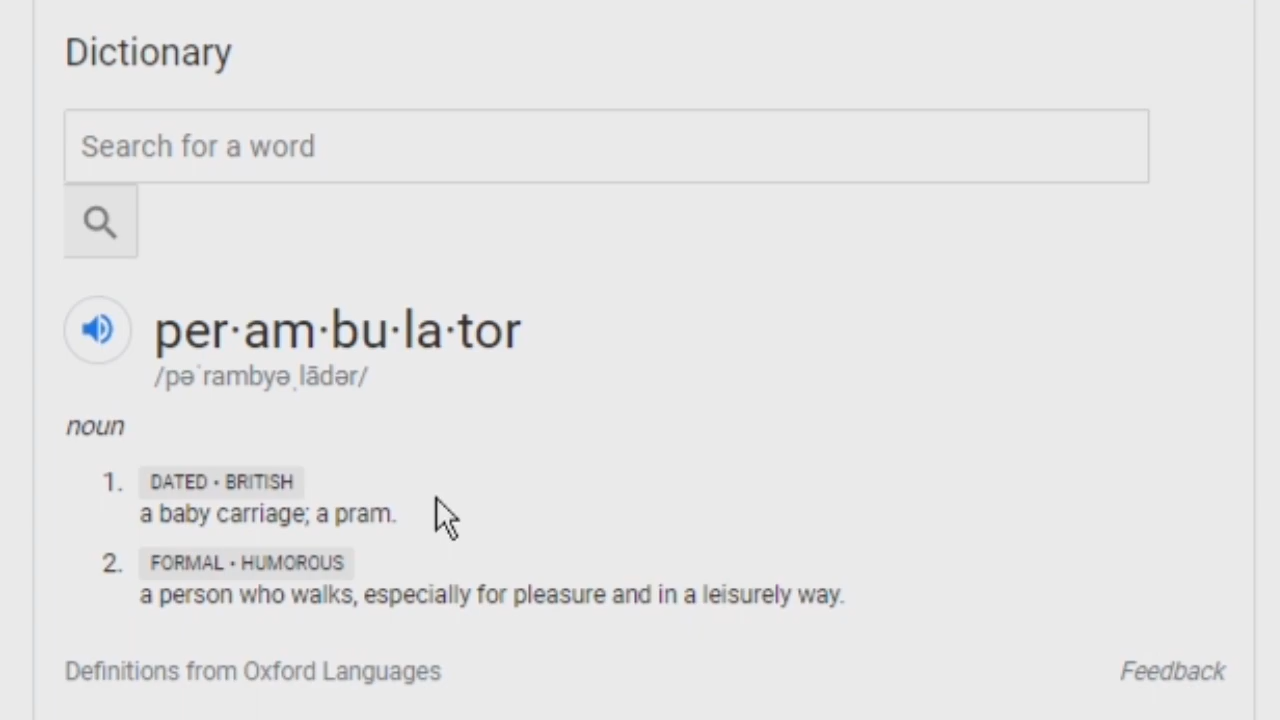 Dictionary
Search for a word
per·am·bu·la·tor
/pəˈrambyəˌlādər/
noun
1. DATED • BRITISH
a baby carriage; a pram.
2. FORMAL • HUMOROUS
a person who walks, especially for pleasure and in a leisurely way.
Definitions from Oxford Languages
Feedback